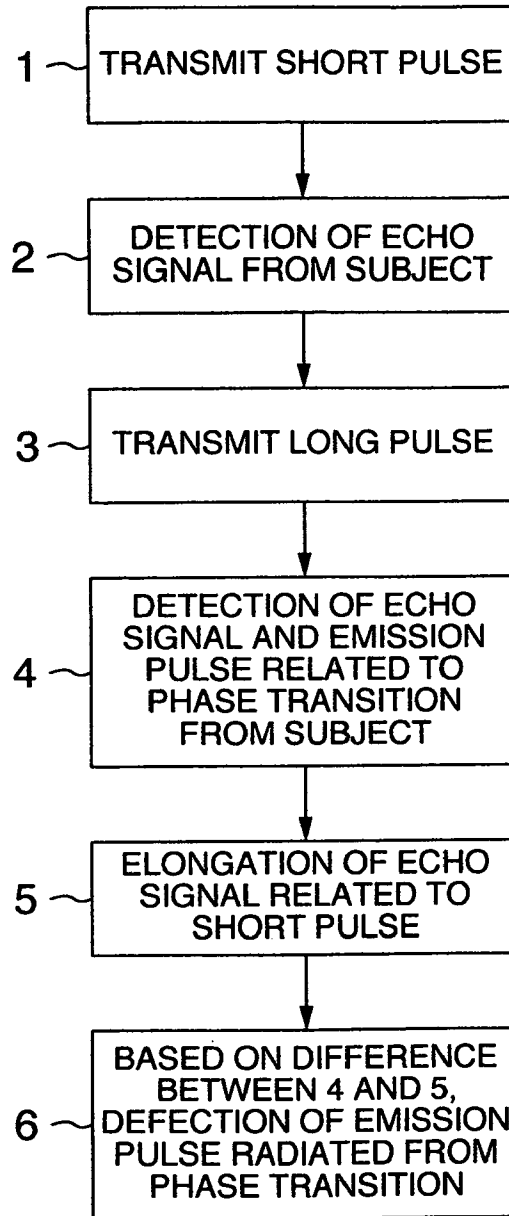 1 TRANSMIT SHORT PULSE
2 DETECTION OF ECHO
SIGNAL FROM SUBJECT
3 TRANSMIT LONG PULSE
4 DETECTION OF ECHO
SIGNAL AND EMISSION
PULSE RELATED TO
PHASE TRANSITION
FROM SUBJECT
5 ELONGATION OF ECHO
SIGNAL RELATED TO
SHORT PULSE
6 BASED ON DIFFERENCE
BETWEEN 4 AND 5,
DEFECTION OF EMISSION
PULSE RADIATED FROM
PHASE TRANSITION